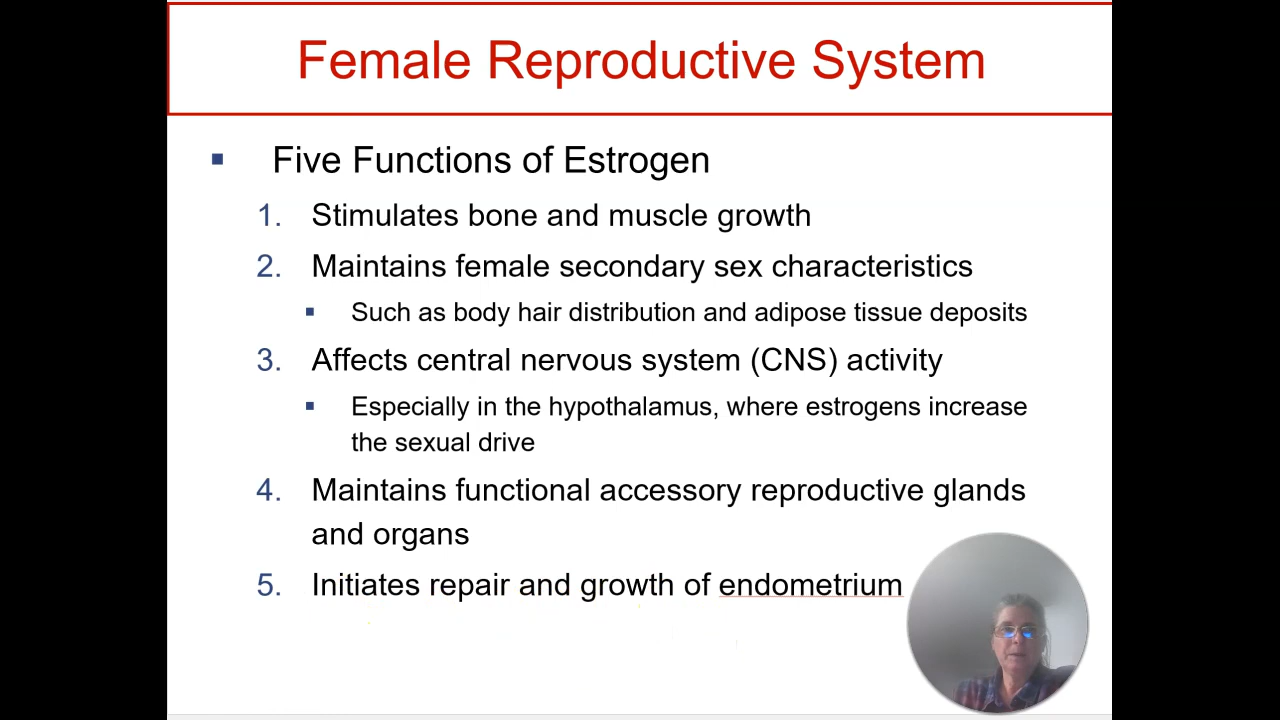 Female Reproductive System
Five Functions of Estrogen
1. Stimulates bone and muscle growth
2. Maintains female secondary sex characteristics
Such as body hair distribution and adipose tissue deposits
3. Affects central nervous system (CNS) activity
Especially in the hypothalamus, where estrogens increase
the sexual drive
4. Maintains functional accessory reproductive glands
and organs
5. Initiates repair and growth of endometrium